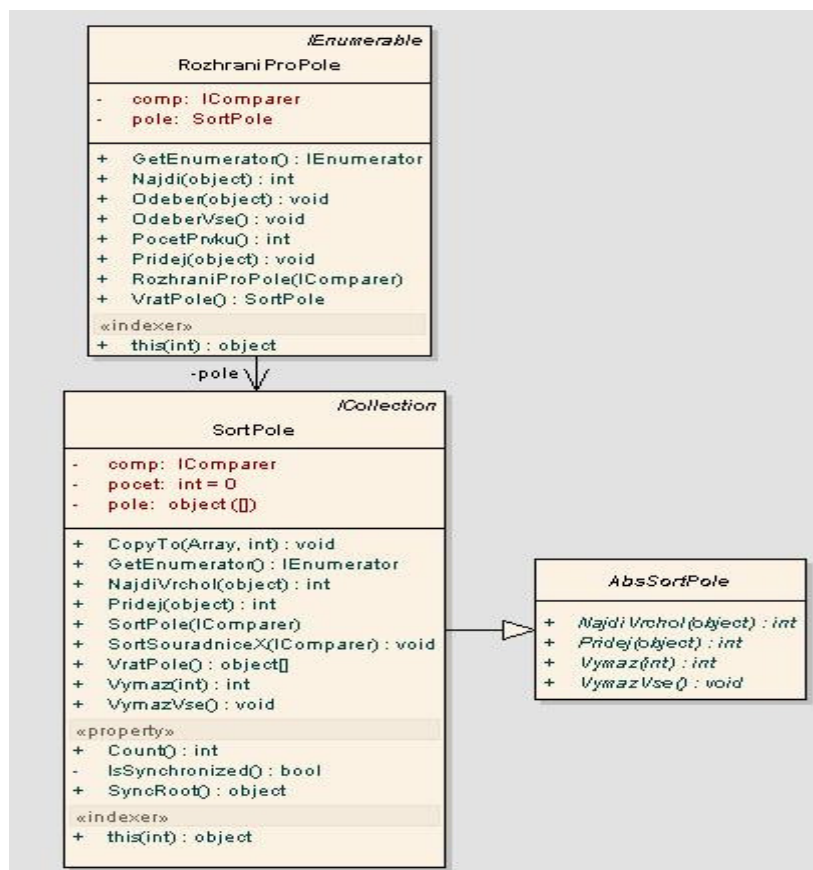 IEnumerable
RozhraniProPole
- comp: IComparer
- pole: SortPole
+ GetEnumerator() : IEnumerator
+ Najdi(object) : int
+ Odeber(object) : void
+ OdeberVse() : void
+ PocetPrvku() : int
+ Pridej(object) : void
+ RozhraniProPole(IComparer)
+ VratPole() : SortPole
«indexer»
+ this(int) : object
-pole
ICollection
SortPole
- comp: IComparer
- pocet: int = 0
- pole: object ([])
+ CopyTo(Array, int) : void
+ GetEnumerator() : IEnumerator
+ NajdiVrchol(object) : int
+ Pridej(object) : int
+ SortPole(IComparer)
+ SortSouradniceX(IComparer) : void
+ VratPole() : object[]
+ Vymaz(int) : int
+ VymazVse() : void
«property»
+ Count() : int
- IsSynchronized() : bool
+ SyncRoot() : object
«indexer»
+ this(int) : object
AbsSortPole
+ NajdiVrchol(object) : int
+ Pridej(object) : int
+ Vymaz(int) : int
+ VymazVse() : void